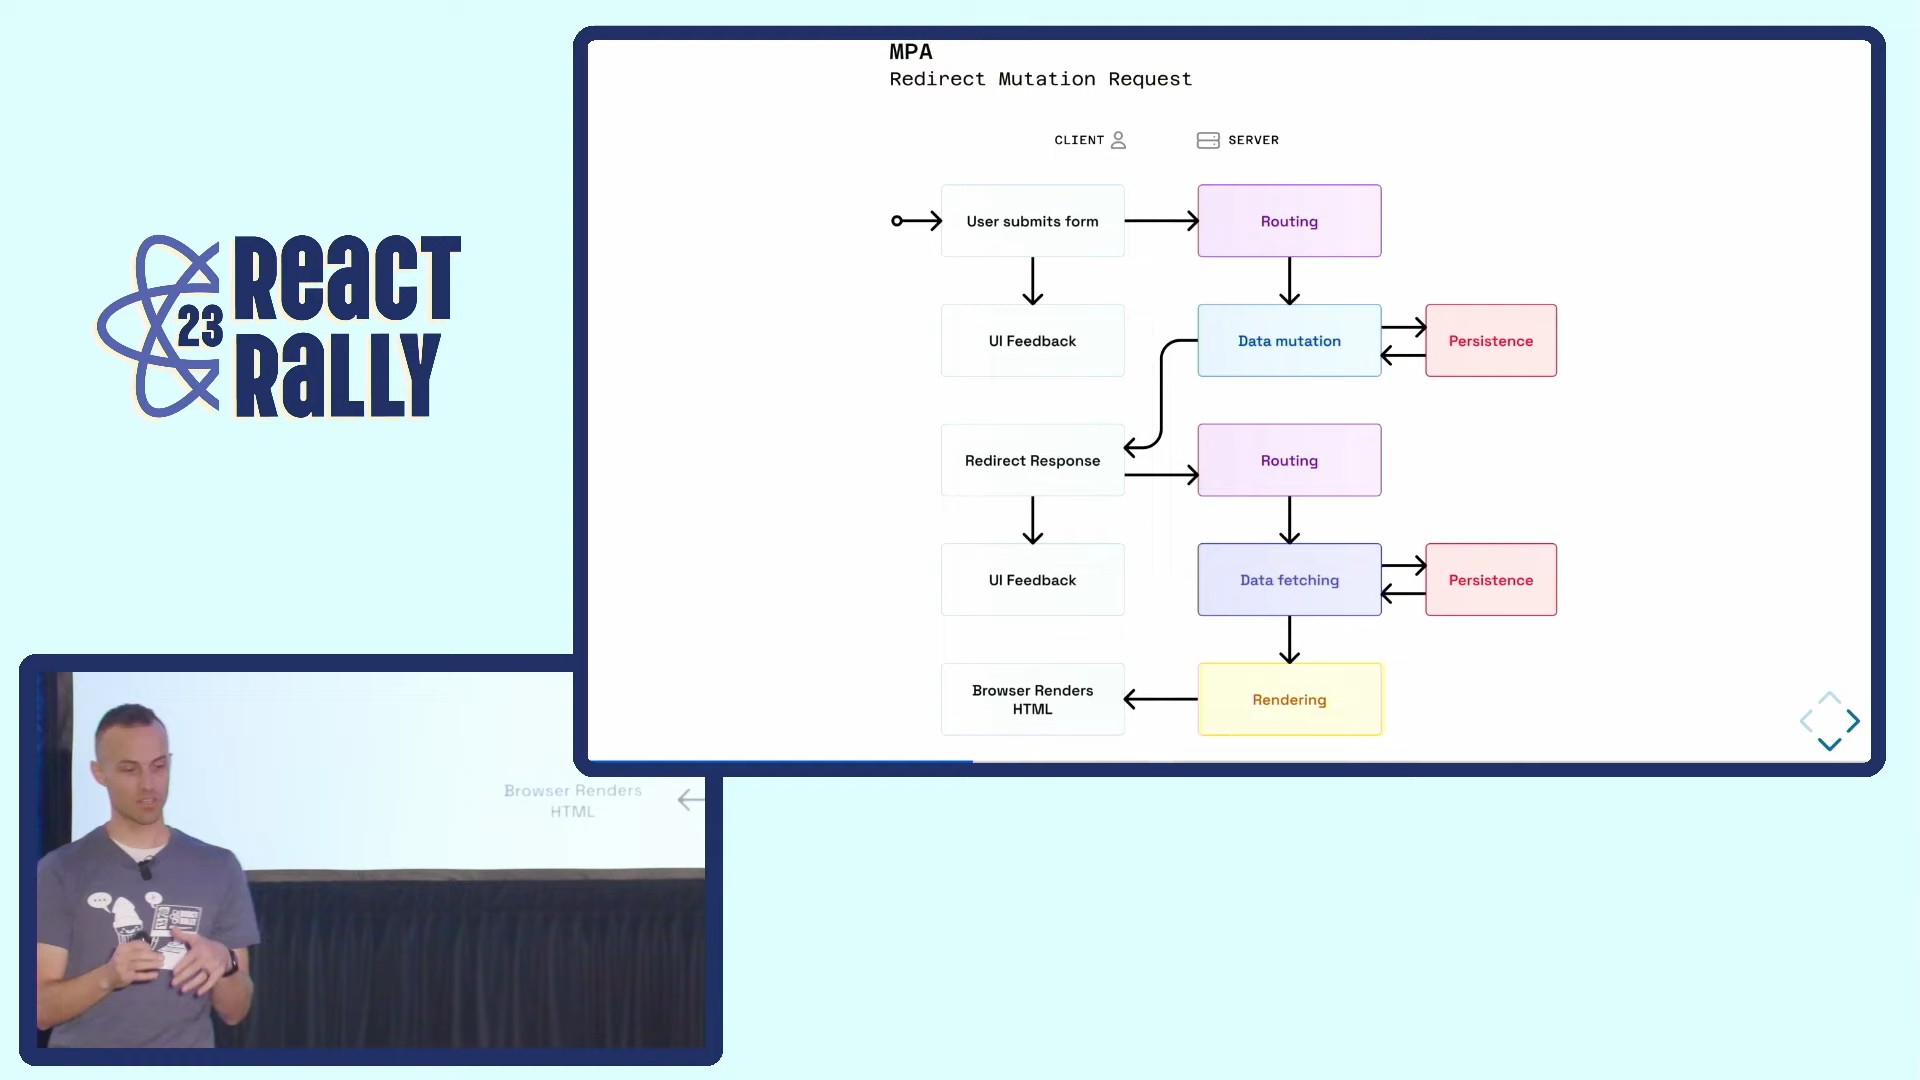 MPA
Redirect Mutation Request
CLIENT
SERVER
User submits form
Routing
UI Feedback
Data mutation
Persistence
Redirect Response
Routing
UI Feedback
Data fetching
Persistence
Browser Renders
HTML
Rendering
23
React
Rally
Browser Renders
HTML